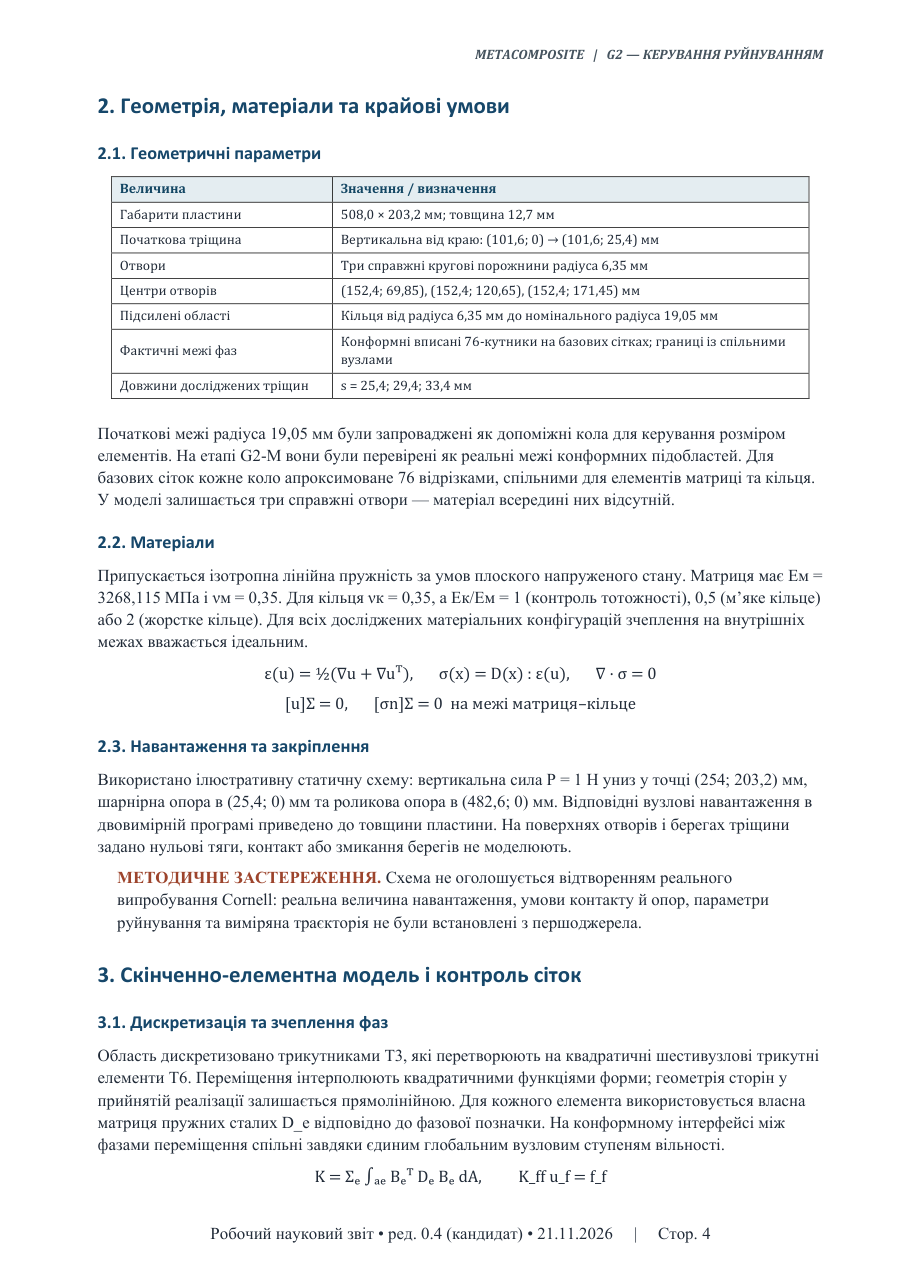 METACOMPOSITE | G2 — КЕРУВАННЯ РУЙНУВАННЯМ
2. Геометрія, матеріали та крайові умови
2.1. Геометричні параметри
Величина Значення / визначення
Габарити пластини 508,0 × 203,2 мм; товщина 12,7 мм
Початкова тріщина Вертикальна від краю: (101,6; 0) → (101,6; 25,4) мм
Отвори Три справжні кругові порожнини радіуса 6,35 мм
Центри отворів (152,4; 69,85), (152,4; 120,65), (152,4; 171,45) мм
Підсилені області Кільця від радіуса 6,35 мм до номінального радіуса 19,05 мм
Фактичні межі фаз Конформні вписані 76-кутники на базових сітках; границі із спільними
вузлами
Довжини досліджених тріщин s = 25,4; 29,4; 33,4 мм
Початкові межі радіуса 19,05 мм були запроваджені як допоміжні кола для керування розміром
елементів. На етапі G2-M вони були перевірені як реальні межі конформних підобластей. Для
базових сіток кожне коло апроксимоване 76 відрізками, спільними для елементів матриці та кільця.
У моделі залишається три справжні отвори — матеріал всередині них відсутній.
2.2. Матеріали
Припускається ізотропна лінійна пружність за умов плоского напруженого стану. Матриця має Eм =
3268,115 МПа і νм = 0,35. Для кільця νк = 0,35, а Eк/Eм = 1 (контроль тотожності), 0,5 (м’яке кільце)
або 2 (жорстке кільце). Для всіх досліджених матеріальних конфігурацій зчеплення на внутрішніх
межах вважається ідеальним.
ε(u) = ½(∇u + ∇uᵀ), σ(x) = D(x) : ε(u), ∇ · σ = 0
[u]Σ = 0, [σn]Σ = 0 на межі матриця–кільце
2.3. Навантаження та закріплення
Використано ілюстративну статичну схему: вертикальна сила P = 1 Н униз у точці (254; 203,2) мм,
шарнірна опора в (25,4; 0) мм та роликова опора в (482,6; 0) мм. Відповідні вузлові навантаження в
двовимірній програмі приведено до товщини пластини. На поверхнях отворів і берегах тріщини
задано нульові тяги, контакт або змикання берегів не моделюють.
МЕТОДИЧНЕ ЗАСТЕРЕЖЕННЯ. Схема не оголошується відтворенням реального
випробування Cornell: реальна величина навантаження, умови контакту й опор, параметри
руйнування та виміряна траєкторія не були встановлені з першоджерела.
3. Скінченно-елементна модель і контроль сіток
3.1. Дискретизація та зчеплення фаз
Область дискретизовано трикутниками T3, які перетворюють на квадратичні шестивузлові трикутні
елементи T6. Переміщення інтерполюють квадратичними функціями форми; геометрія сторін у
прийнятій реалізації залишається прямолінійною. Для кожного елемента використовується власна
матриця пружних сталих D_e відповідно до фазової позначки. На конформному інтерфейсі між
фазами переміщення спільні завдяки єдиним глобальним вузловим ступеням вільності.
K = Σₑ ∫ₐₑ Bₑᵀ Dₑ Bₑ dA, K_ff u_f = f_f
Робочий науковий звіт • ред. 0.4 (кандидат) • 21.11.2026 | Стор. 4